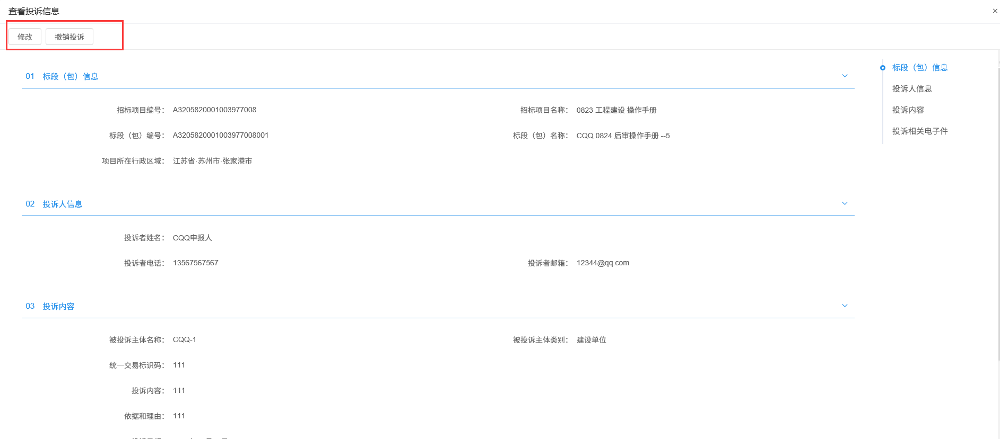 查看投诉信息
修改 撤销投诉
01 标段（包）信息
招标项目编号： A3205820001003977008 招标项目名称： 0823 工程建设 操作手册
标段（包）编号： A3205820001003977008001 标段（包）名称： CQQ 0824 后审操作手册 --5
项目所在行政区域： 江苏省·苏州市·张家港市
02 投诉人信息
投诉者姓名： CQQ申报人
投诉者电话： 13567567567 投诉者邮箱： 12344@qq.com
03 投诉内容
被投诉主体名称： CQQ-1 被投诉主体类别： 建设单位
统一交易标识码： 111
投诉内容： 111
依据和理由： 111
标段（包）信息
投诉人信息
投诉内容
投诉相关电子件